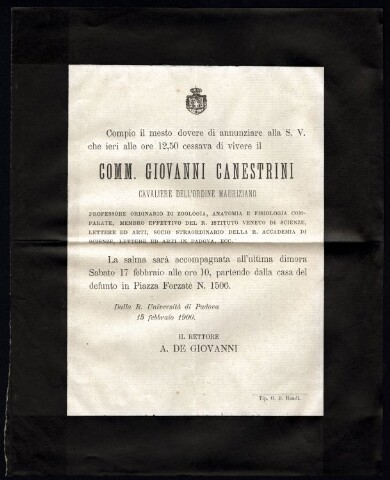 Compio il mesto dovere di annunziare alla S. V.
che ieri alle ore 12,50 cessava di vivere il
COMM. GIOVANNI CANESTRINI
CAVALIERE DELL'ORDINE MAURIZIANO
PROFESSORE ORDINARIO DI ZOOLOGIA, ANATOMIA E FISIOLOGIA COM-
PARATE, MEMBRO EFFETTIVO DEL R. ISTITUTO VENETO DI SCIENZE,
LETTERE ED ARTI, SOCIO STRAORDINARIO DELLA R. ACCADEMIA DI
SCIENZE, LETTERE ED ARTI IN PADOVA, ECC.
La salma sarà accompagnata all'ultima dimora
Sabato 17 febbraio alle ore 10, partendo dalla casa del
defunto in Piazza Forzatè N. 1506.
Dalla R. Università di Padova
15 febbraio 1900.
IL RETTORE
A. DE GIOVANNI
Tip. G. B. Randi.